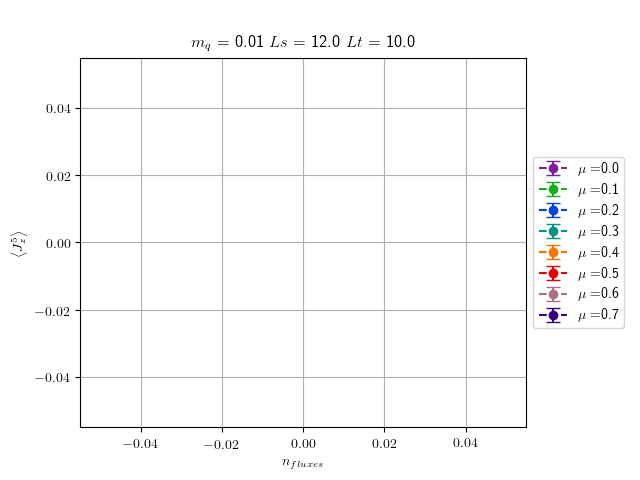 m_q = 0.01 Ls = 12.0 Lt = 10.0
0.04
0.02
0.00
−0.02
−0.04
⟨J_z^5⟩
−0.04 −0.02 0.00 0.02 0.04
n_{fluxes}
μ =0.0
μ =0.1
μ =0.2
μ =0.3
μ =0.4
μ =0.5
μ =0.6
μ =0.7